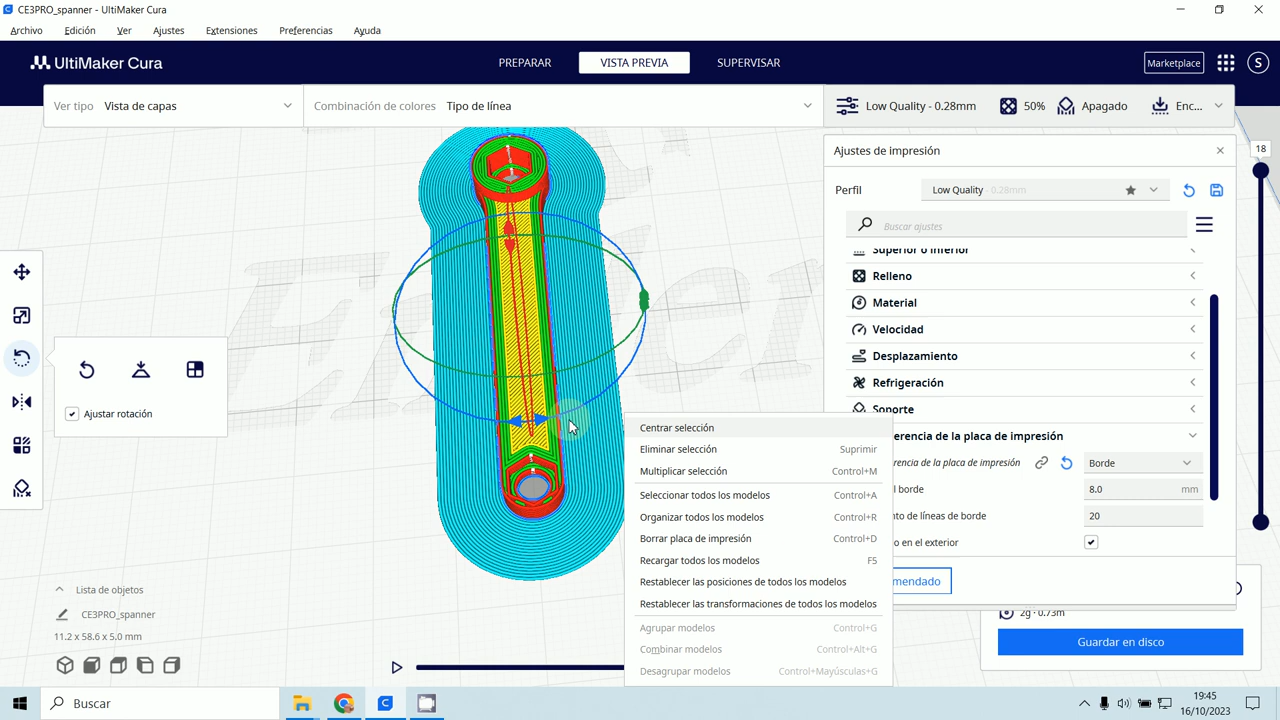 CE3PRO_spanner - UltiMaker Cura
Archivo Edición Ver Ajustes Extensiones Preferencias Ayuda
UltiMaker Cura PREPARAR VISTA PREVIA SUPERVISAR Marketplace S
Ver tipo Vista de capas Combinación de colores Tipo de línea Low Quality - 0.28mm 50% Apagado Enc...
Ajustes de impresión
18
Perfil Low Quality - 0.28mm
Buscar ajustes
Superior o inferior
Relleno
Material
Velocidad
Desplazamiento
Refrigeración
Soporte
erencia de la placa de impresión
rencia de la placa de impresión Borde
l borde 8.0 mm
nto de líneas de borde 20
o en el exterior
mendado
2g · 0.73m
Guardar en disco
Ajustar rotación
Centrar selección
Eliminar selección Suprimir
Multiplicar selección Control+M
Seleccionar todos los modelos Control+A
Organizar todos los modelos Control+R
Borrar placa de impresión Control+D
Recargar todos los modelos F5
Restablecer las posiciones de todos los modelos
Restablecer las transformaciones de todos los modelos
Agrupar modelos Control+G
Combinar modelos Control+Alt+G
Desagrupar modelos Control+Mayúsculas+G
Lista de objetos
CE3PRO_spanner
11.2 x 58.6 x 5.0 mm
Buscar
19:45
16/10/2023